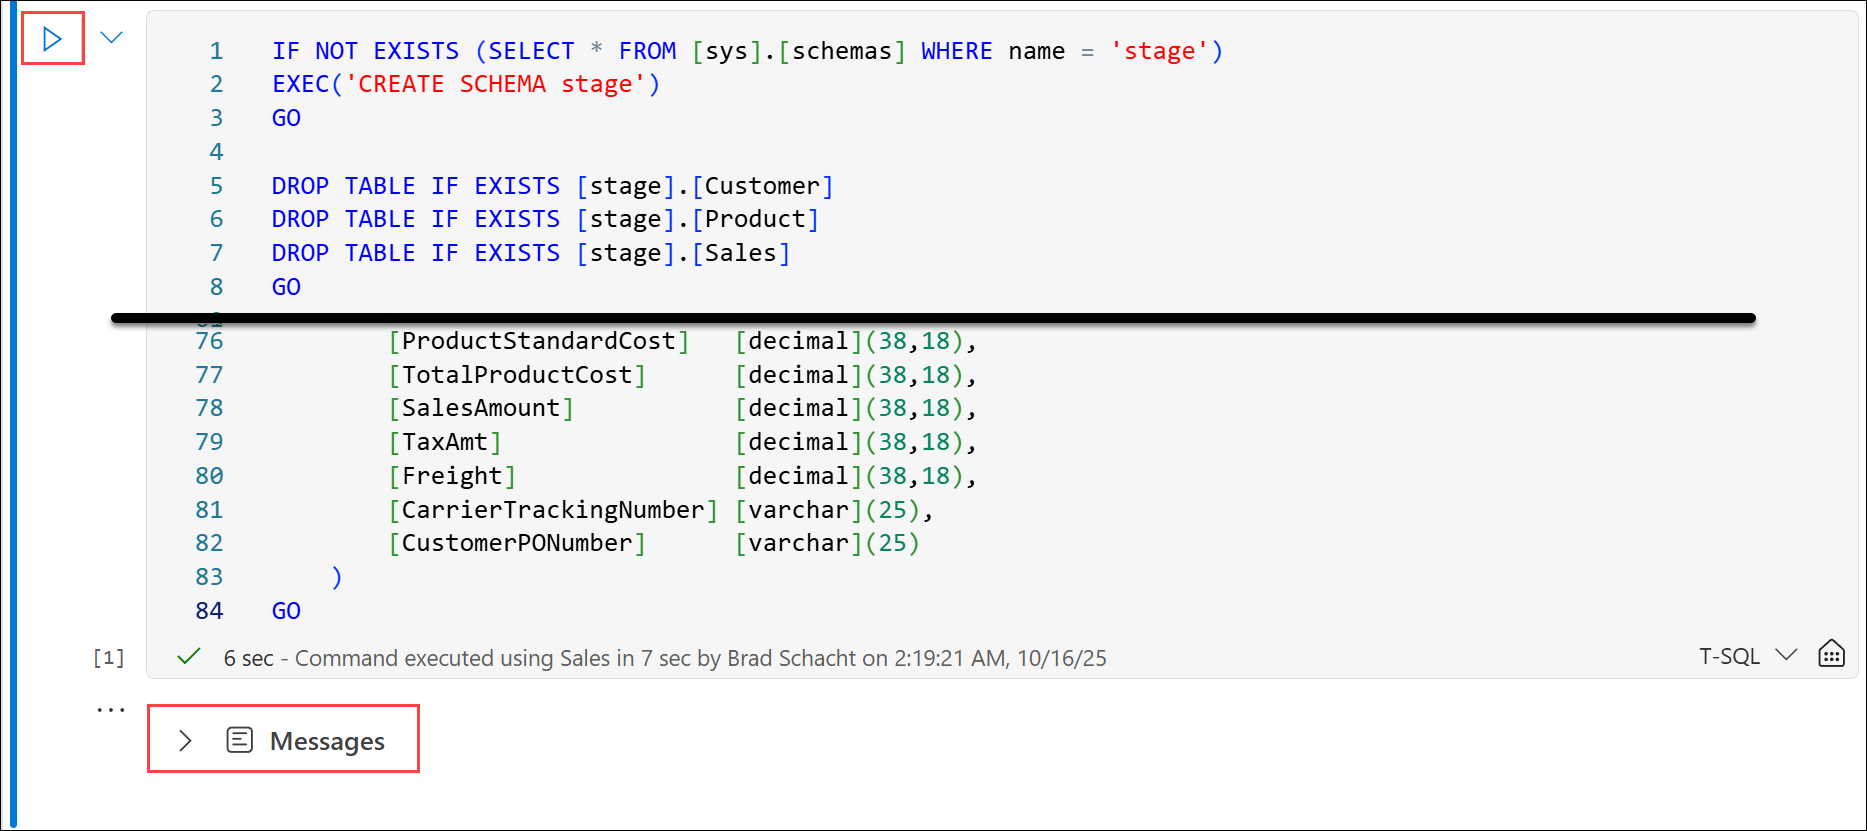 1 IF NOT EXISTS (SELECT * FROM [sys].[schemas] WHERE name = 'stage')
2 EXEC('CREATE SCHEMA stage')
3 GO
4
5 DROP TABLE IF EXISTS [stage].[Customer]
6 DROP TABLE IF EXISTS [stage].[Product]
7 DROP TABLE IF EXISTS [stage].[Sales]
8 GO
76 [ProductStandardCost] [decimal](38,18),
77 [TotalProductCost] [decimal](38,18),
78 [SalesAmount] [decimal](38,18),
79 [TaxAmt] [decimal](38,18),
80 [Freight] [decimal](38,18),
81 [CarrierTrackingNumber] [varchar](25),
82 [CustomerPONumber] [varchar](25)
83 )
84 GO
[1] 6 sec - Command executed using Sales in 7 sec by Brad Schacht on 2:19:21 AM, 10/16/25 T-SQL
...
Messages